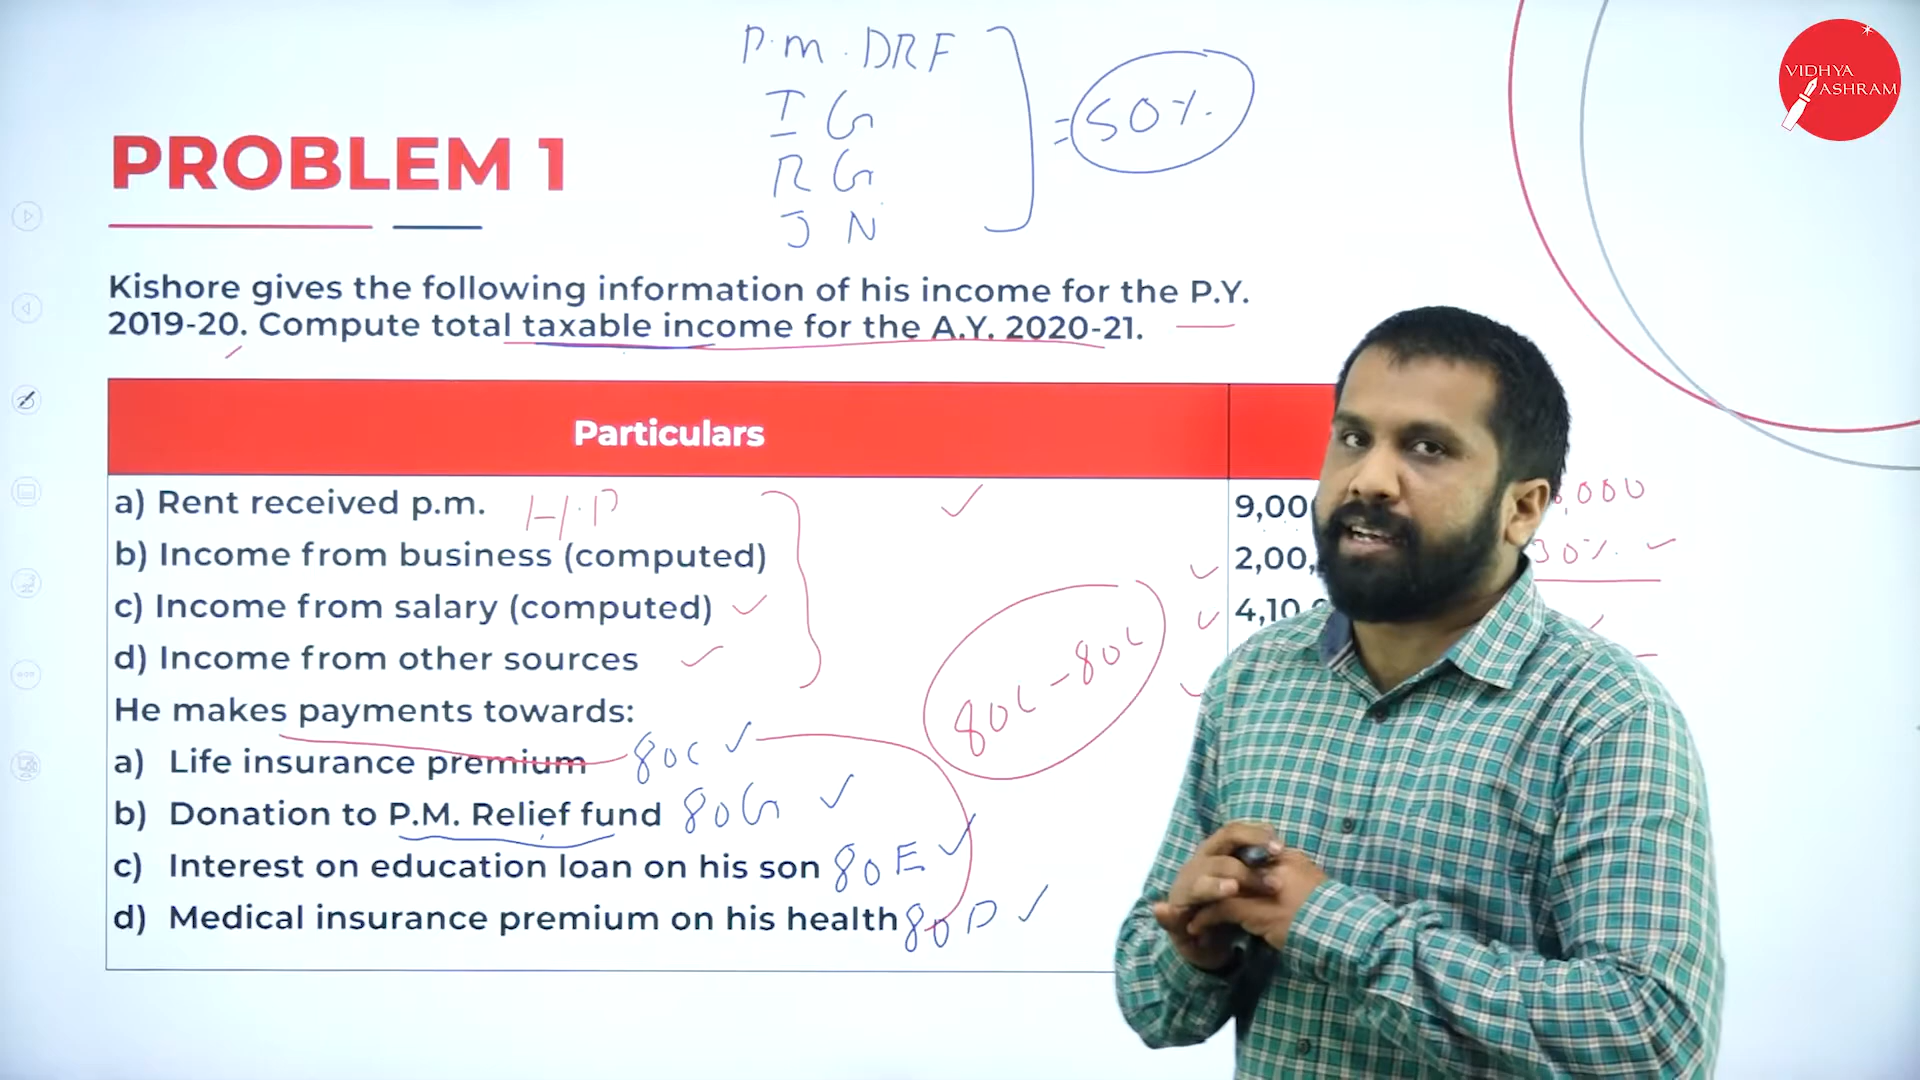 P.M. DRF
I G
R G
J N
= 50%.
VIDHYA
ASHRAM
PROBLEM 1
Kishore gives the following information of his income for the P.Y.
2019-20. Compute total taxable income for the A.Y. 2020-21.
Particulars
a) Rent received p.m. H.P 9,00
b) Income from business (computed) 2,00, 30%.
c) Income from salary (computed) 4,10
d) Income from other sources
80C - 80U
He makes payments towards:
a) Life insurance premium 80C
b) Donation to P.M. Relief fund 80G
c) Interest on education loan on his son 80E
d) Medical insurance premium on his health 80D